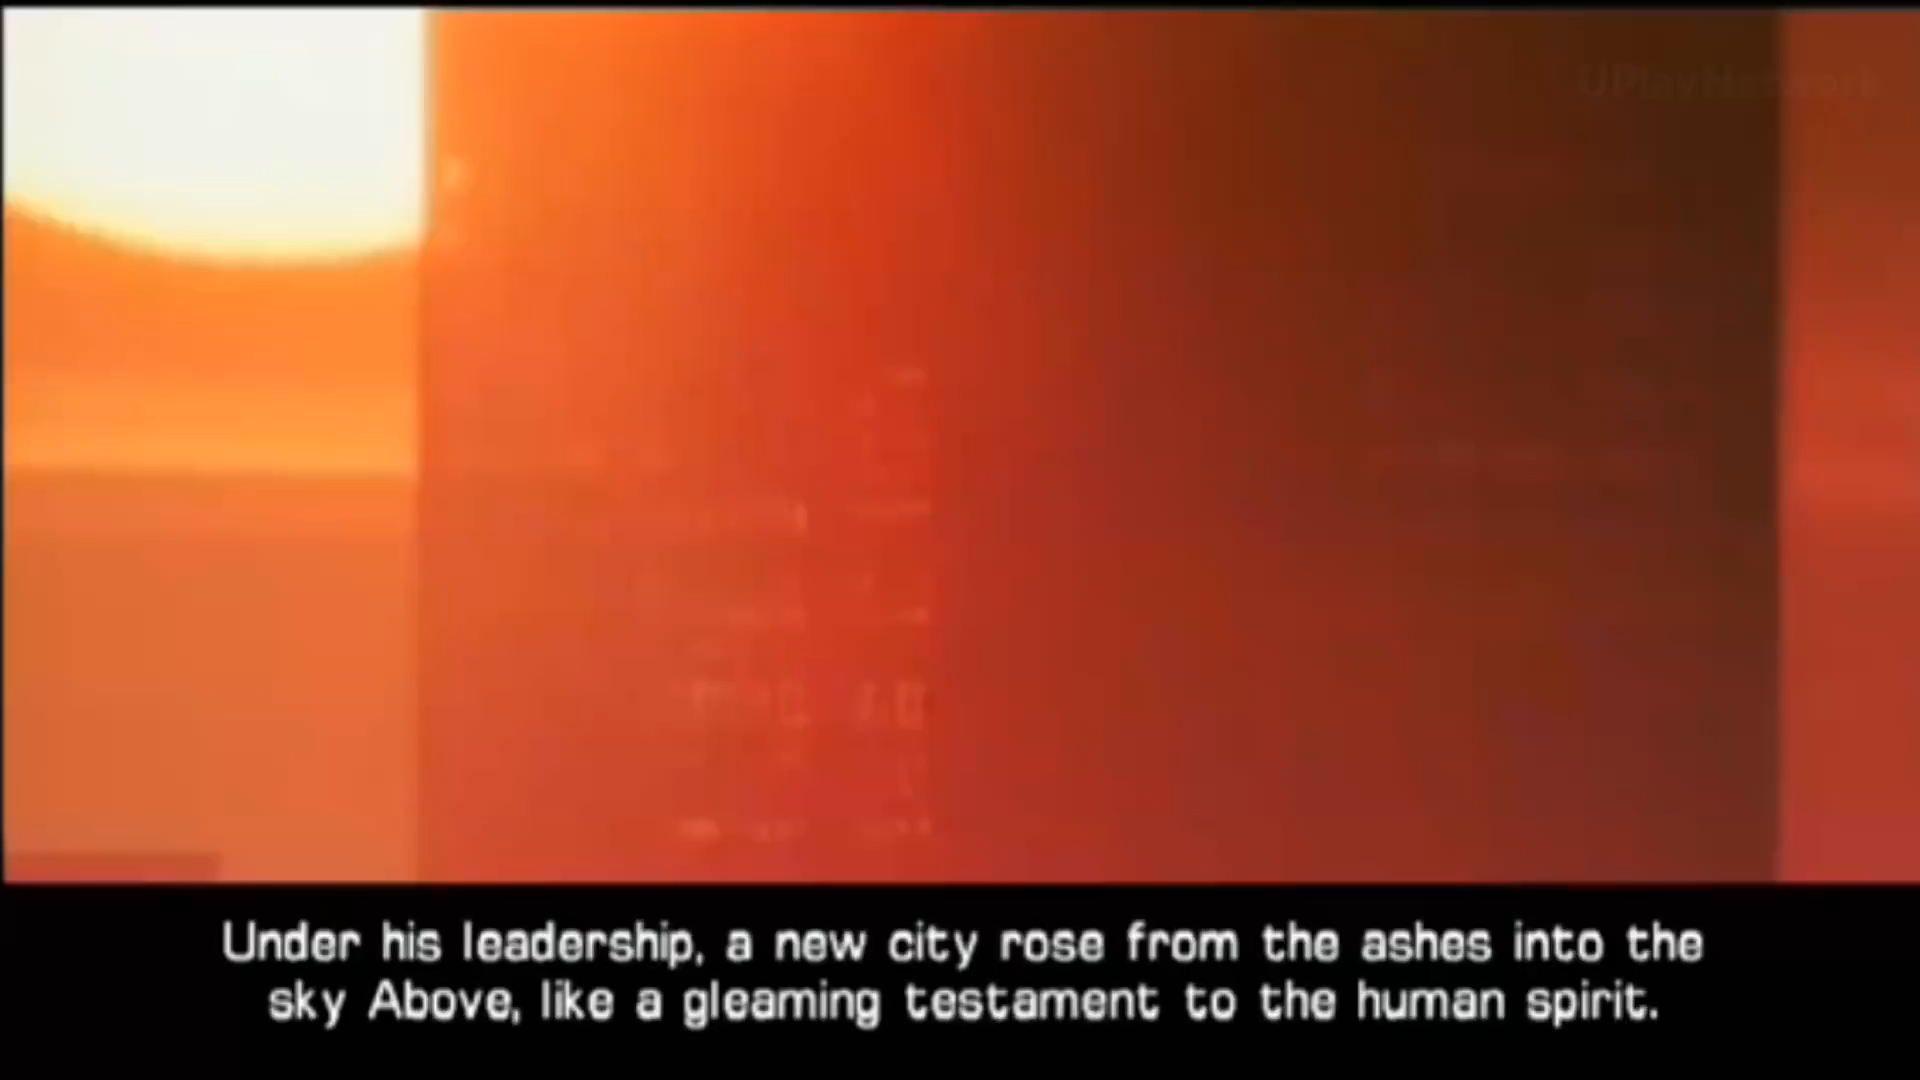 UPlayNetwork
Under his leadership, a new city rose from the ashes into the
sky Above, like a gleaming testament to the human spirit.